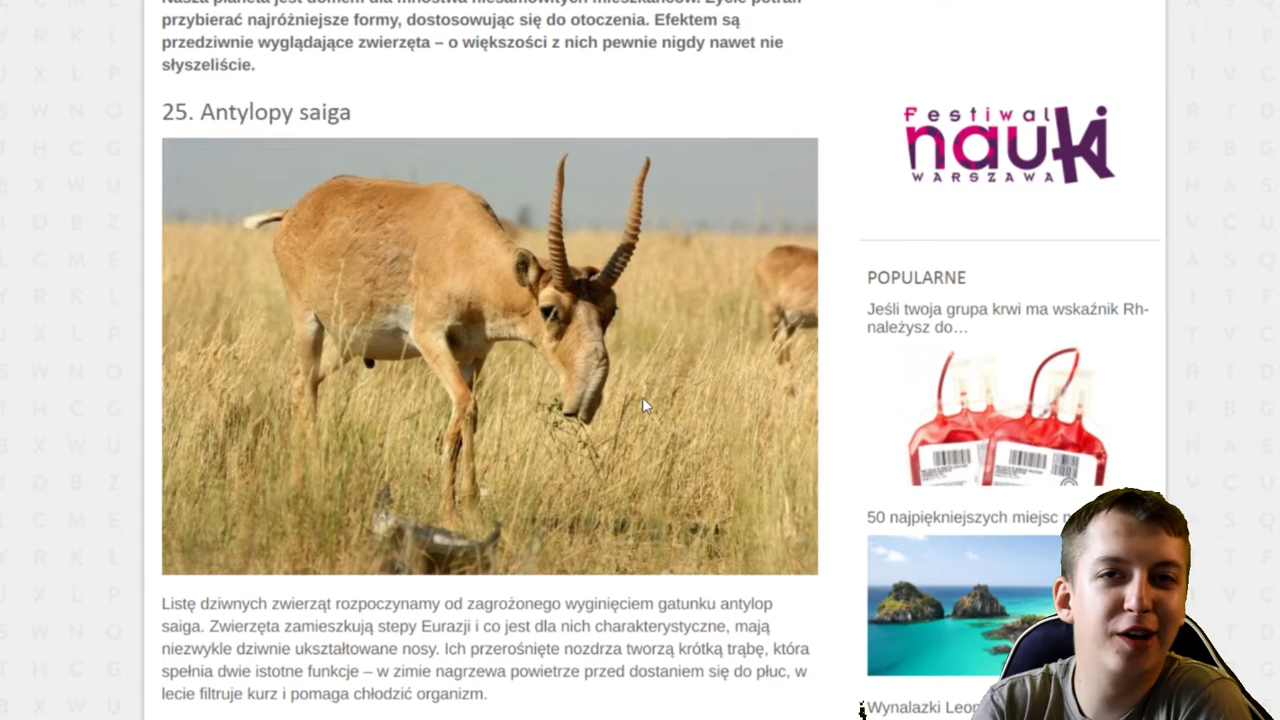 Nasza planeta jest domem dla mnóstwa niesamowitych mieszkańców. Życie potrafi
przybierać najróżniejsze formy, dostosowując się do otoczenia. Efektem są
przedziwnie wyglądające zwierzęta – o większości z nich pewnie nigdy nawet nie
słyszeliście.
25. Antylopy saiga
Listę dziwnych zwierząt rozpoczynamy od zagrożonego wyginięciem gatunku antylop
saiga. Zwierzęta zamieszkują stepy Eurazji i co jest dla nich charakterystyczne, mają
niezwykle dziwnie ukształtowane nosy. Ich przerośnięte nozdrza tworzą krótką trąbę, która
spełnia dwie istotne funkcje – w zimie nagrzewa powietrze przed dostaniem się do płuc, w
lecie filtruje kurz i pomaga chłodzić organizm.
Festiwal
nauki
WARSZAWA
POPULARNE
Jeśli twoja grupa krwi ma wskaźnik Rh-
należysz do…
50 najpiękniejszych miejsc
Wynalazki